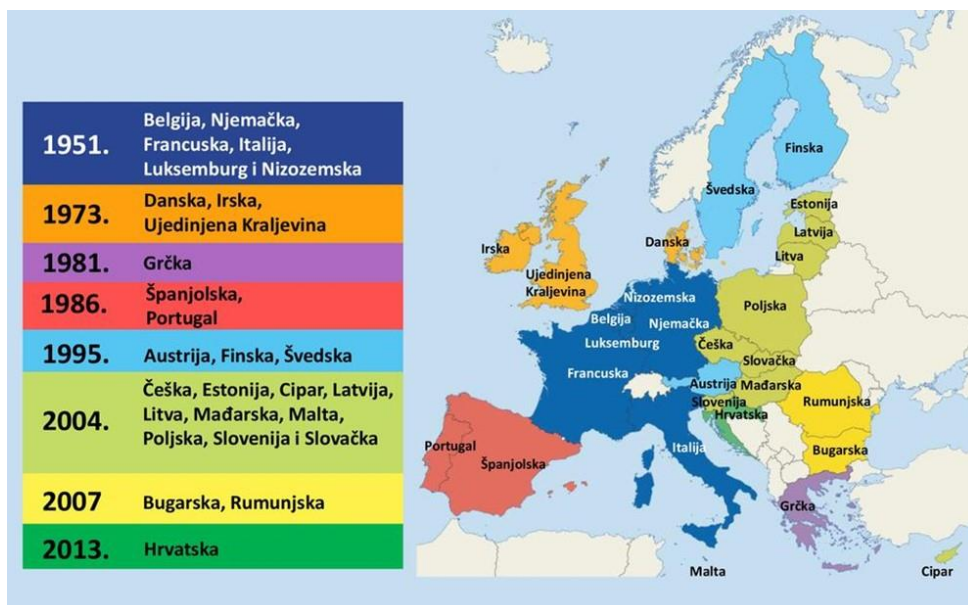 1951.
Belgija, Njemačka,
Francuska, Italija,
Luksemburg i Nizozemska
1973.
Danska, Irska,
Ujedinjena Kraljevina
1981.
Grčka
1986.
Španjolska,
Portugal
1995.
Austrija, Finska, Švedska
2004.
Češka, Estonija, Cipar, Latvija,
Litva, Mađarska, Malta,
Poljska, Slovenija i Slovačka
2007
Bugarska, Rumunjska
2013.
Hrvatska
Finska
Švedska
Estonija
Latvija
Litva
Irska
Danska
Ujedinjena
Kraljevina
Nizozemska
Poljska
Belgija
Njemačka
Luksemburg
Češka
Slovačka
Francuska
Austrija
Mađarska
Slovenija
Rumunjska
Hrvatska
Portugal
Italija
Bugarska
Španjolska
Grčka
Malta
Cipar